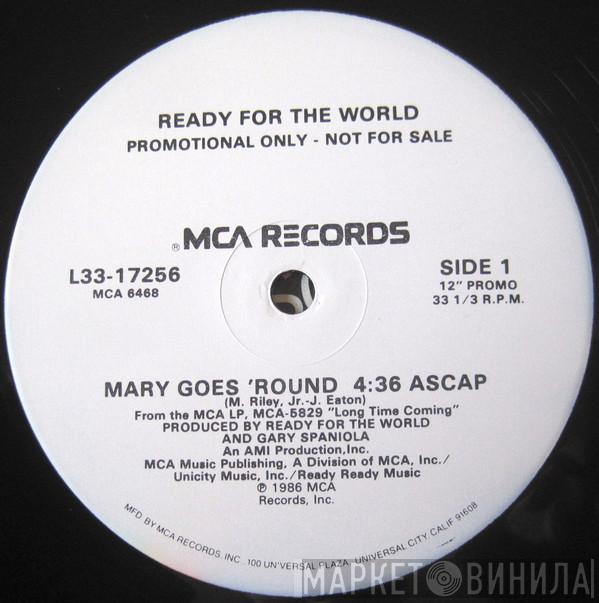 READY FOR THE WORLD
PROMOTIONAL ONLY - NOT FOR SALE
® MCA RECORDS
L33-17256
MCA 6468
SIDE 1
12" PROMO
33 1/3 R.P.M.
MARY GOES 'ROUND 4:36 ASCAP
(M. Riley, Jr.-J. Eaton)
From the MCA LP, MCA-5829 "Long Time Coming"
PRODUCED BY READY FOR THE WORLD
AND GARY SPANIOLA
An AMI Production,Inc.
MCA Music Publishing, A Division of MCA, Inc./
Unicity Music, Inc./Ready Ready Music
℗ 1986 MCA
Records, Inc.
MFD. BY MCA RECORDS, INC., 100 UN'VERSAL PLAZA, UNIVERSAL CITY, CALIF 91608
МАРКЕТ ВИНИЛА